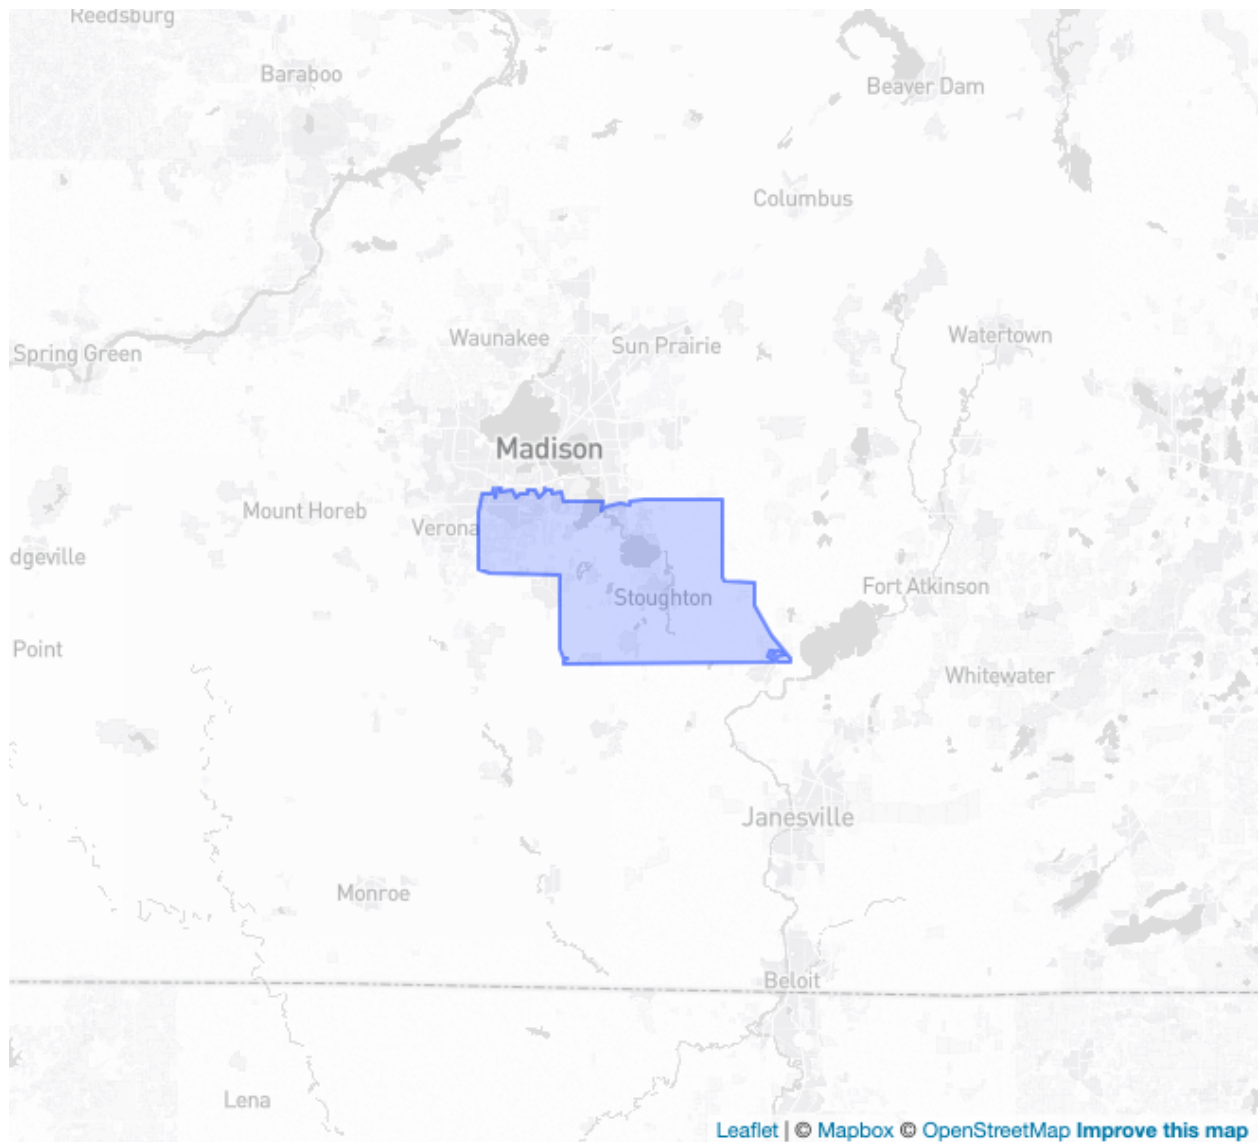 Reedsburg
Baraboo
Beaver Dam
Columbus
Waunakee
Sun Prairie
Watertown
Spring Green
Madison
Mount Horeb
Verona
dgeville
Stoughton
Fort Atkinson
Point
Whitewater
Janesville
Monroe
Beloit
Lena
Leaflet | © Mapbox © OpenStreetMap Improve this map